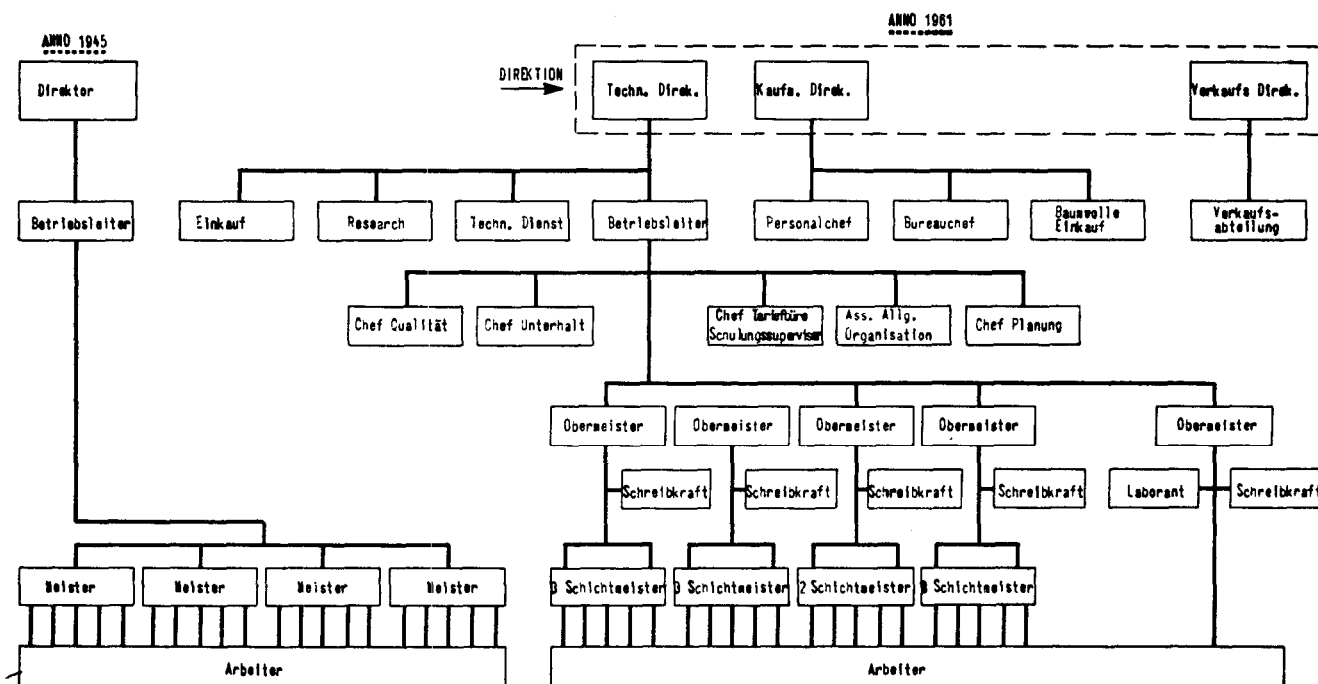 ANNO 1945
ANNO 1961
DIREKTION
Direktor
Techn. Direk.
Kaufm. Direk.
Verkaufs Direk.
Betriebsleiter
Einkauf
Research
Techn. Dienst
Betriebsleiter
Personalchef
Bureauchef
Baumwolle
Einkauf
Verkaufs-
abteilung
Chef Qualität
Chef Unterhalt
Chef Tariefbüro
Schulungssupervisor
Ass. Allg.
Organisation
Chef Planung
Obermeister
Obermeister
Obermeister
Obermeister
Obermeister
Schreibkraft
Schreibkraft
Schreibkraft
Schreibkraft
Laborant
Schreibkraft
Meister
Meister
Meister
Meister
3 Schichtmeister
3 Schichtmeister
2 Schichtmeister
Schichtmeister
Arbeiter
Arbeiter